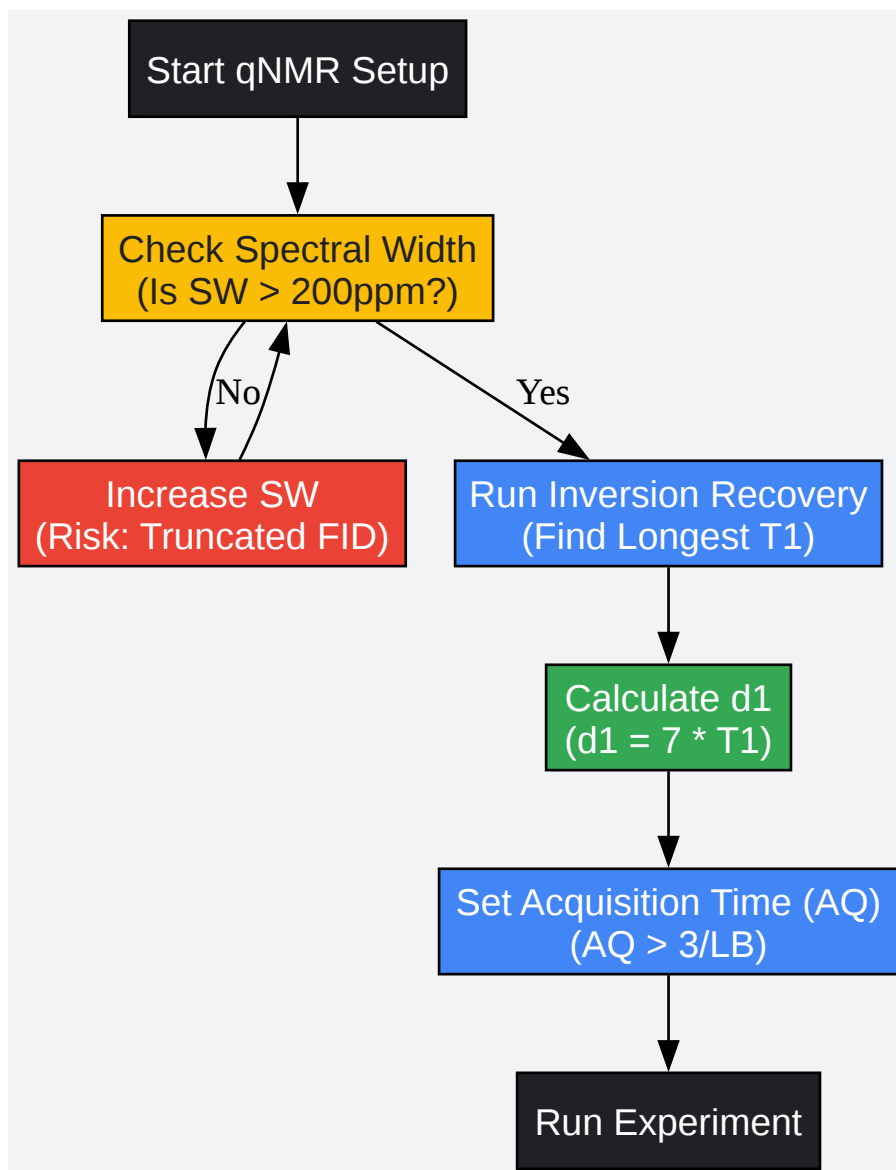 Start qNMR Setup
Check Spectral Width
(Is SW > 200ppm?)
No
Yes
Increase SW
(Risk: Truncated FID)
Run Inversion Recovery
(Find Longest T1)
Calculate d1
(d1 = 7 * T1)
Set Acquisition Time (AQ)
(AQ > 3/LB)
Run Experiment